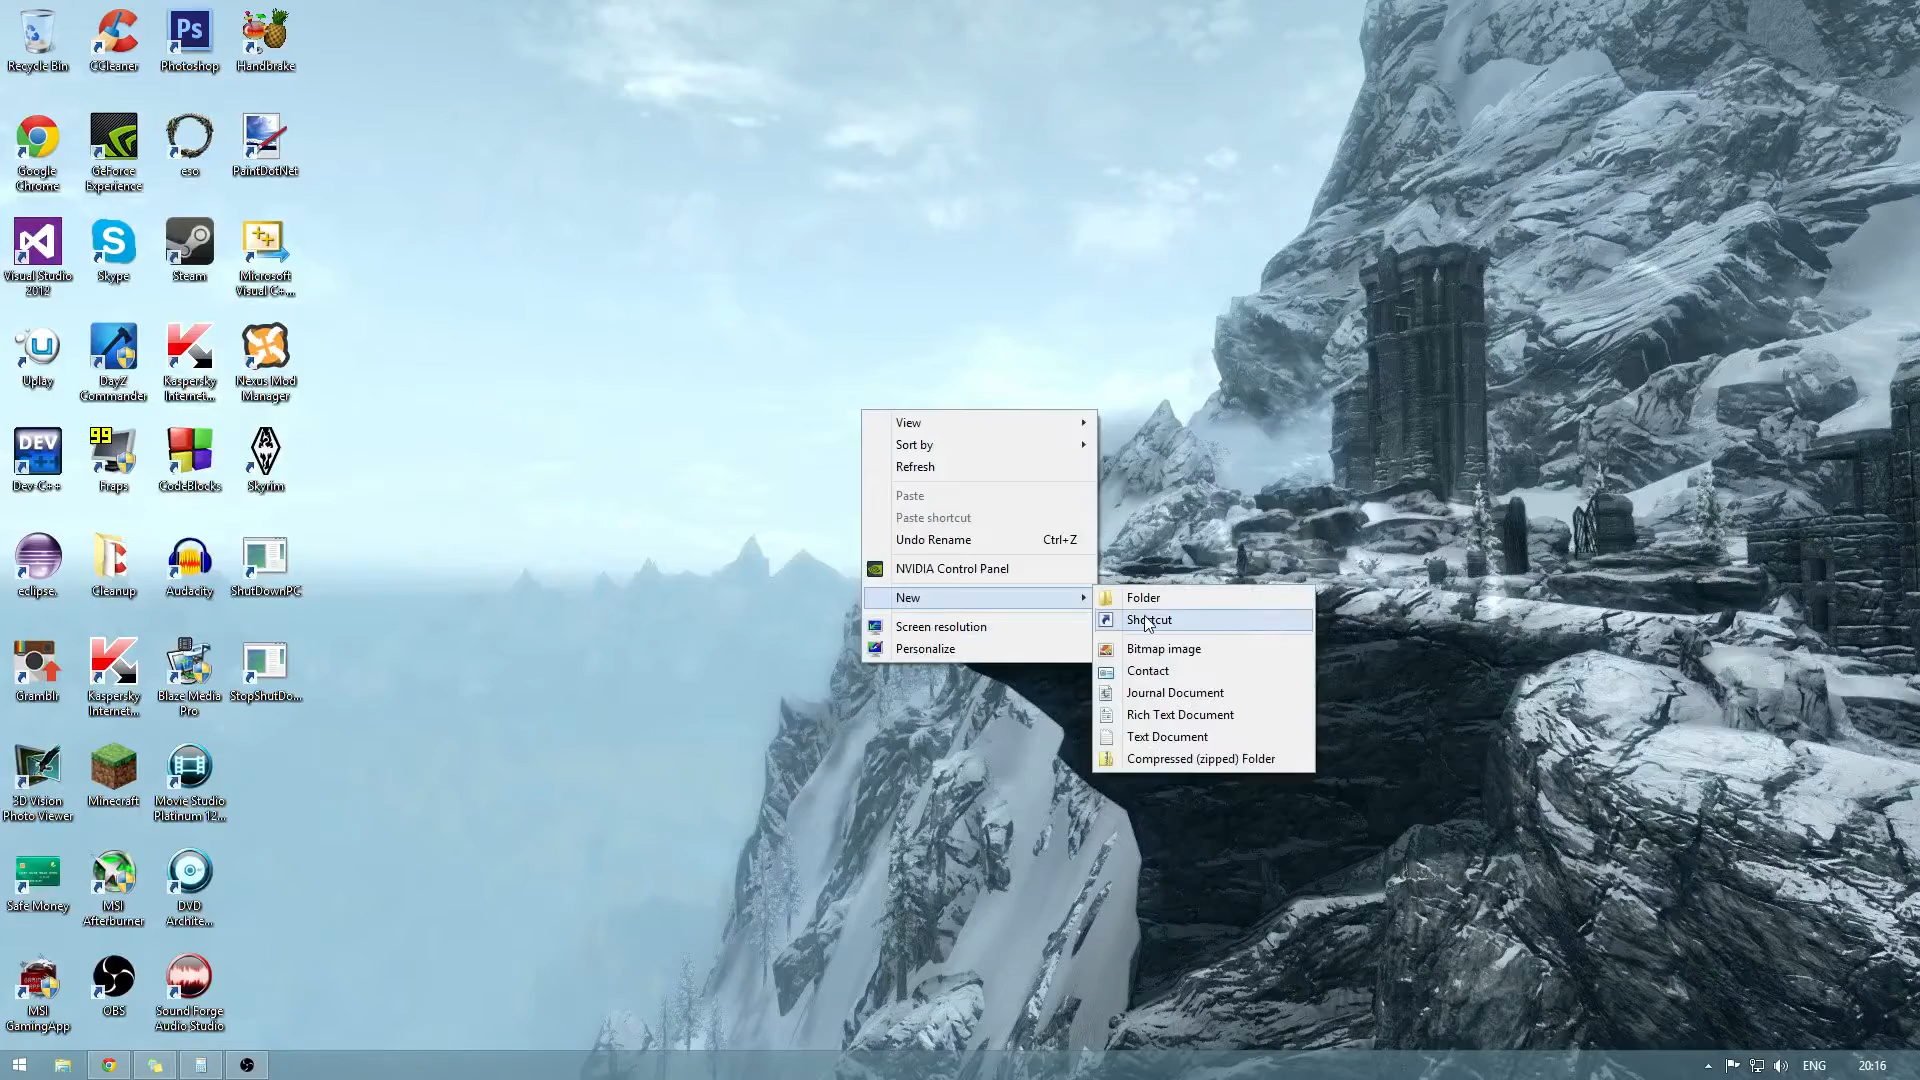 Recycle Bin
CCleaner
Photoshop
Handbrake
Google
Chrome
GeForce
Experience
eso
PaintDotNet
Visual Studio
2012
Skype
Steam
Microsoft
Visual C+...
Uplay
DayZ
Commander
Kaspersky
Internet...
Nexus Mod
Manager
DEV
Dev-C++
99
Fraps
CodeBlocks
Skyrim
eclipse.
Cleanup
Audacity
ShutDownPC
Gramblr
Kaspersky
Internet...
Blaze Media
Pro
StopShutDo...
3D Vision
Photo Viewer
Minecraft
Movie Studio
Platinum 12...
Safe Money
MSI
Afterburner
DVD
Archite...
MSI
GamingApp
OBS
Sound Forge
Audio Studio
Ps
View
Sort by
Refresh
Paste
Paste shortcut
Undo Rename Ctrl+Z
NVIDIA Control Panel
New
Screen resolution
Personalize
Folder
Shortcut
Bitmap image
Contact
Journal Document
Rich Text Document
Text Document
Compressed (zipped) Folder
ENG
20:16